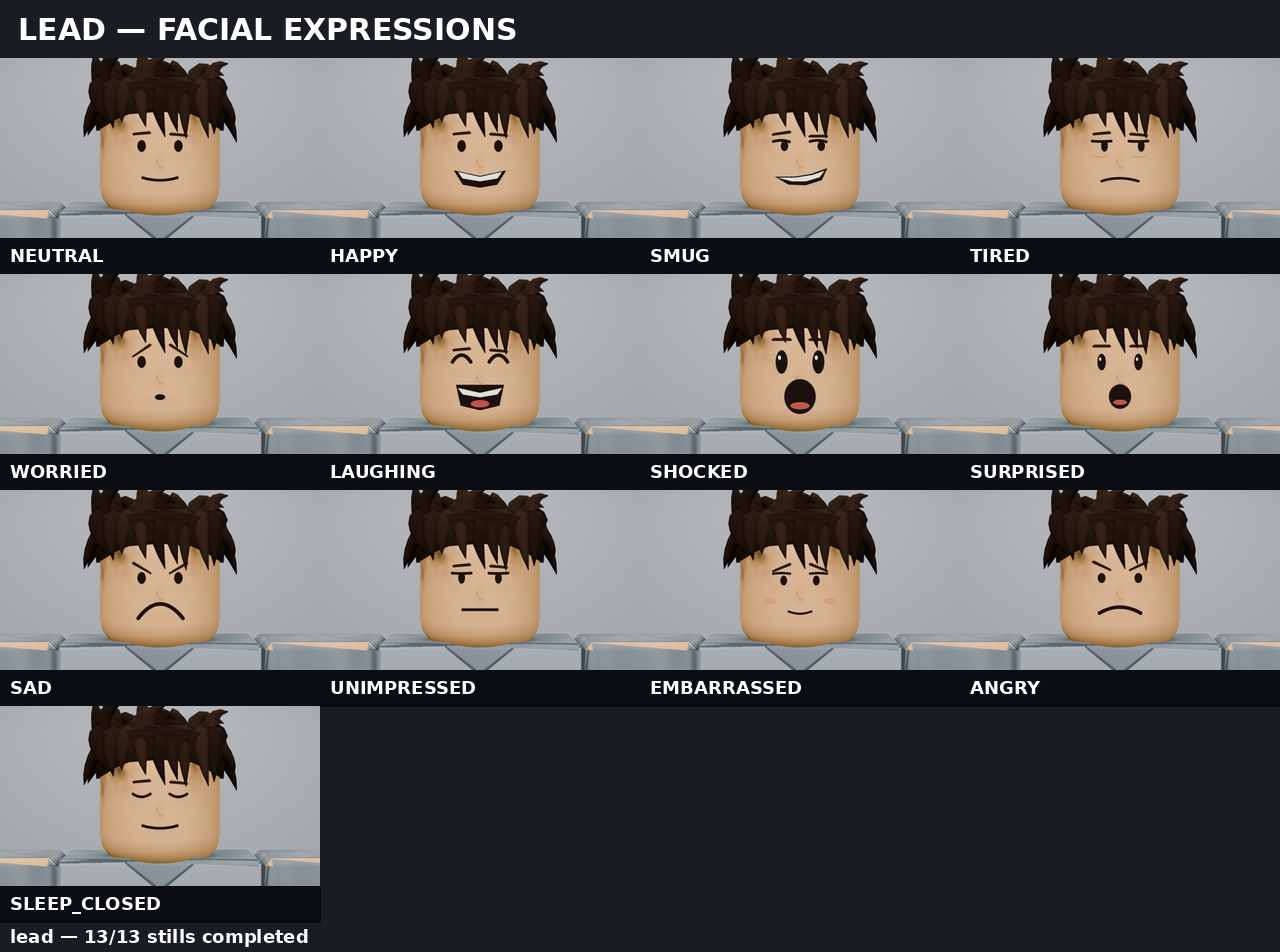 LEAD — FACIAL EXPRESSIONS
NEUTRAL
HAPPY
SMUG
TIRED
WORRIED
LAUGHING
SHOCKED
SURPRISED
SAD
UNIMPRESSED
EMBARRASSED
ANGRY
SLEEP_CLOSED
lead — 13/13 stills completed